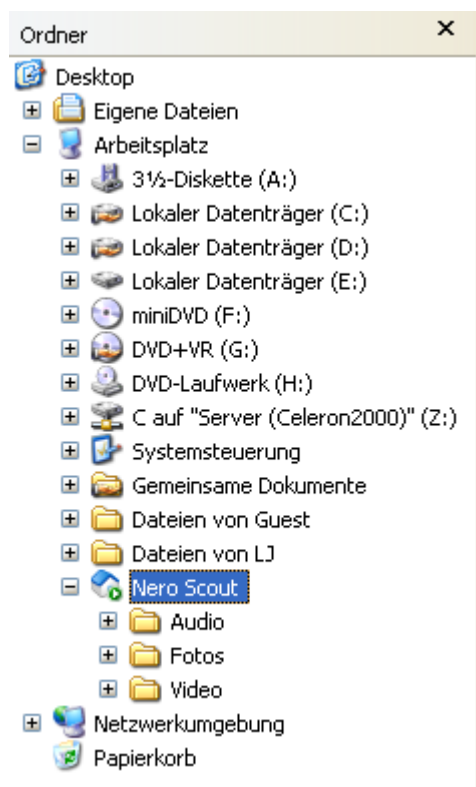 Ordner
Desktop
Eigene Dateien
Arbeitsplatz
3½-Diskette (A:)
Lokaler Datenträger (C:)
Lokaler Datenträger (D:)
Lokaler Datenträger (E:)
miniDVD (F:)
DVD+VR (G:)
DVD-Laufwerk (H:)
C auf "Server (Celeron2000)" (Z:)
Systemsteuerung
Gemeinsame Dokumente
Dateien von Guest
Dateien von LJ
Nero Scout
Audio
Fotos
Video
Netzwerkumgebung
Papierkorb